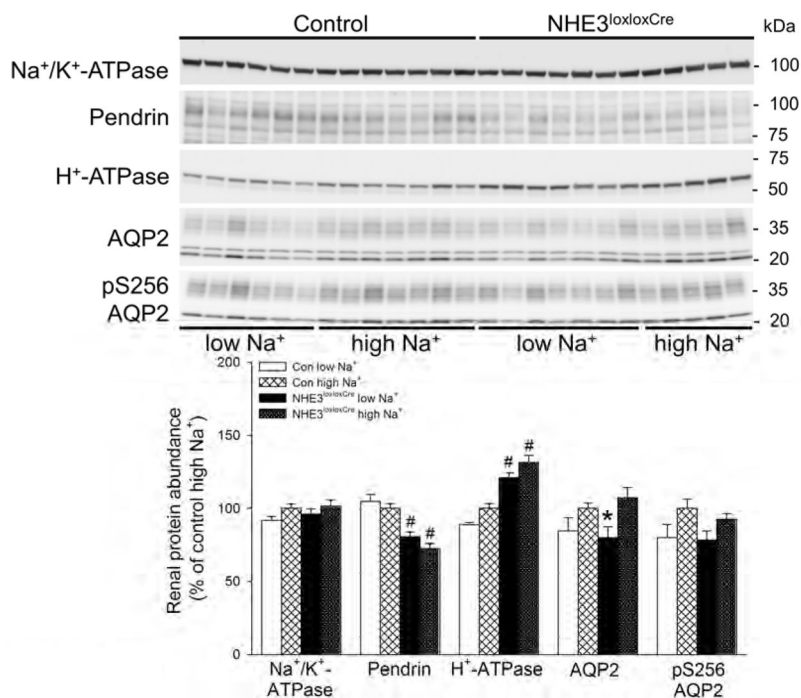 Control NHE3loxloxCre kDa
Na⁺/K⁺-ATPase - 100
Pendrin - 100
- 75
H⁺-ATPase - 75
- 50
AQP2 - 35
- 20
pS256 - 35
AQP2 - 20
low Na⁺ high Na⁺ low Na⁺ high Na⁺
200
Con low Na⁺
Con high Na⁺
NHE3loxloxCre low Na⁺
NHE3loxloxCre high Na⁺
150
# # # #
100
*
50
0
Renal protein abundance
(% of control high Na⁺)
Na⁺/K⁺- Pendrin H⁺-ATPase AQP2 pS256
ATPase AQP2